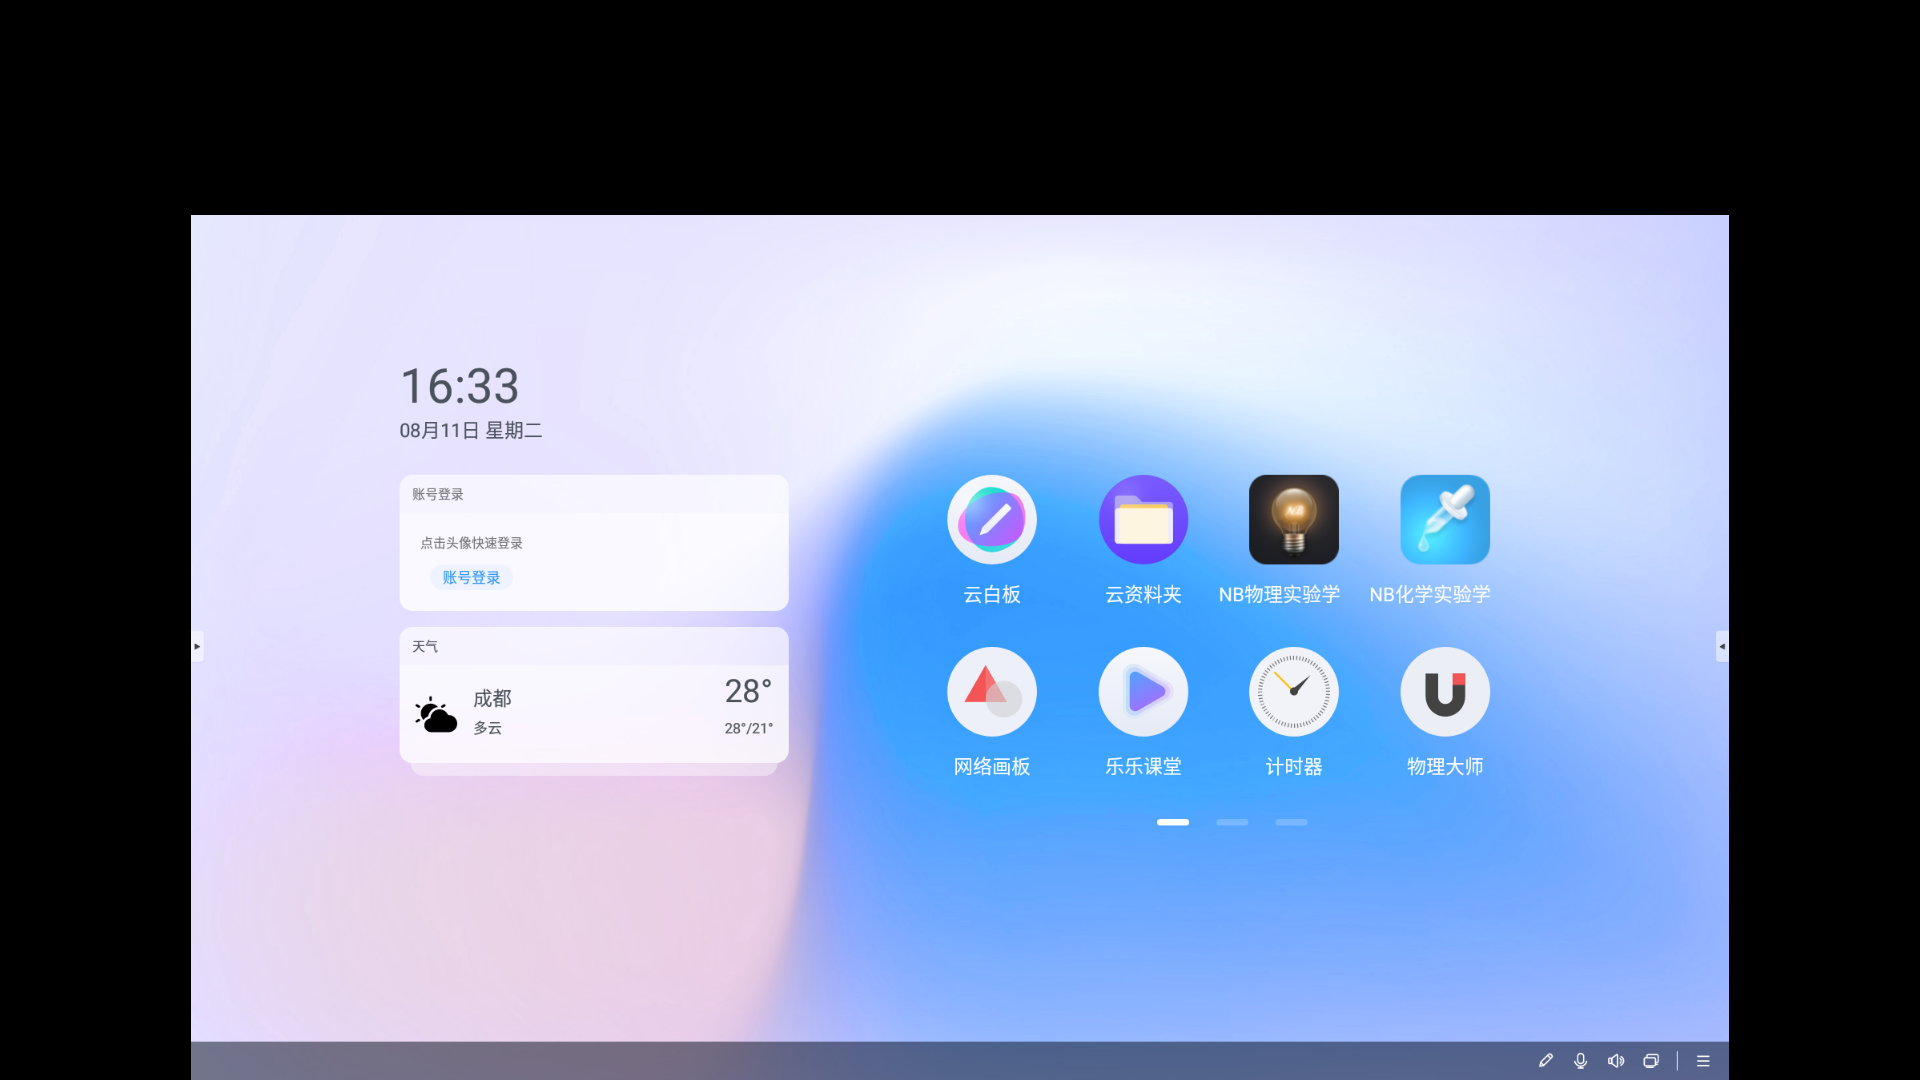 16:33
08月11日 星期二
账号登录
点击头像快速登录
账号登录
天气
成都
多云
28°
28°/21°
云白板
云资料夹
NB物理实验学
NB化学实验学
网络画板
乐乐课堂
计时器
物理大师